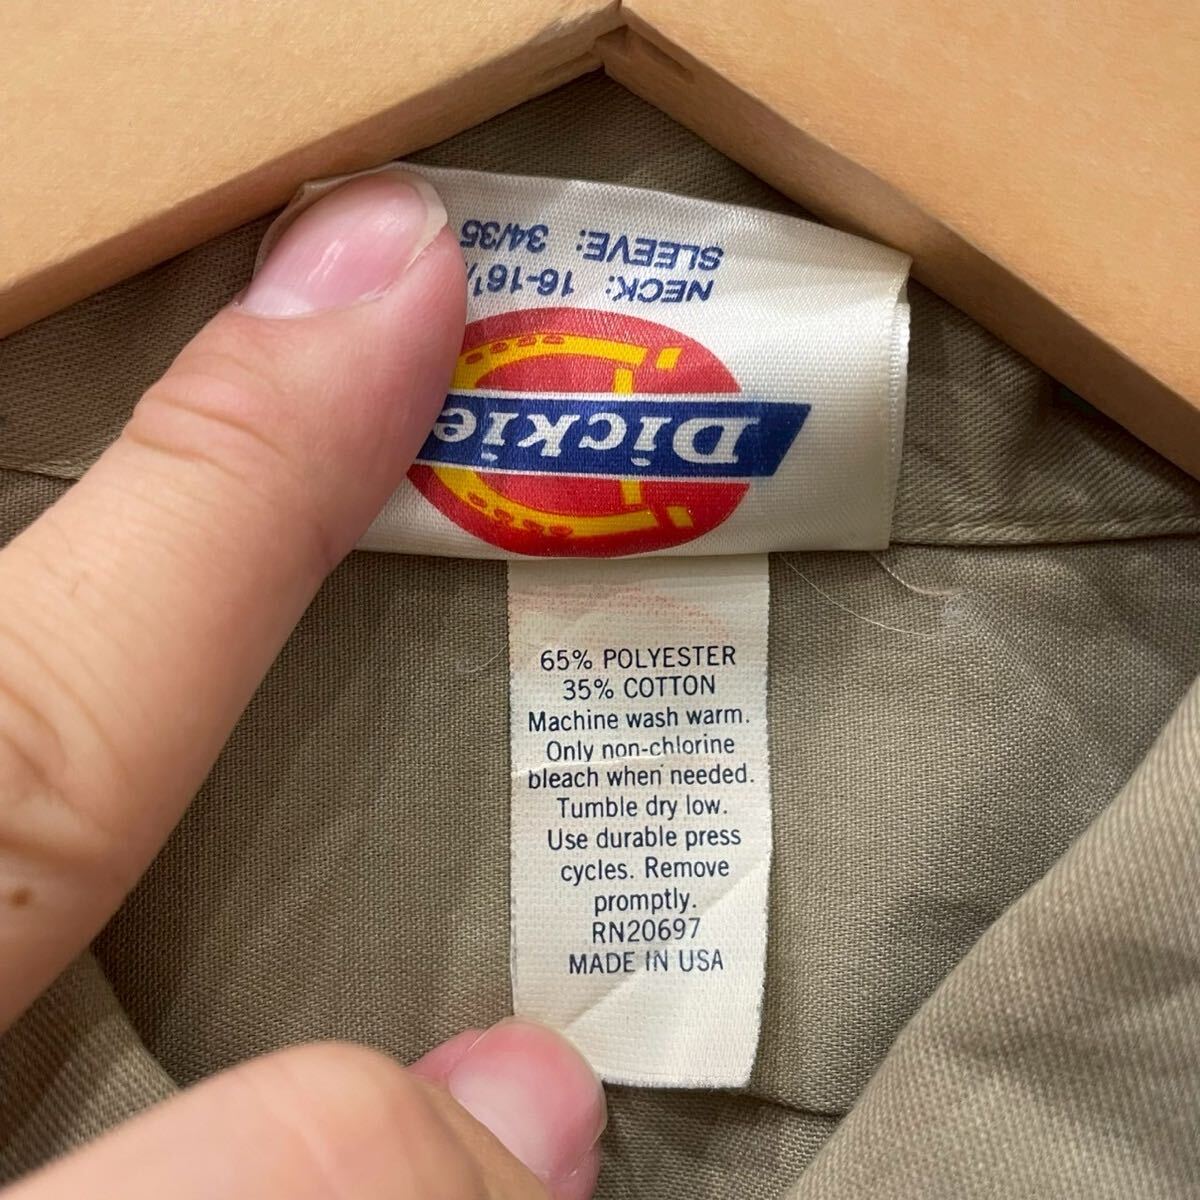 Dickie
NECK: 16-16½
SLEEVE: 34/35
65% POLYESTER
35% COTTON
Machine wash warm.
Only non-chlorine
bleach when needed.
Tumble dry low.
Use durable press
cycles. Remove
promptly.
RN20697
MADE IN USA